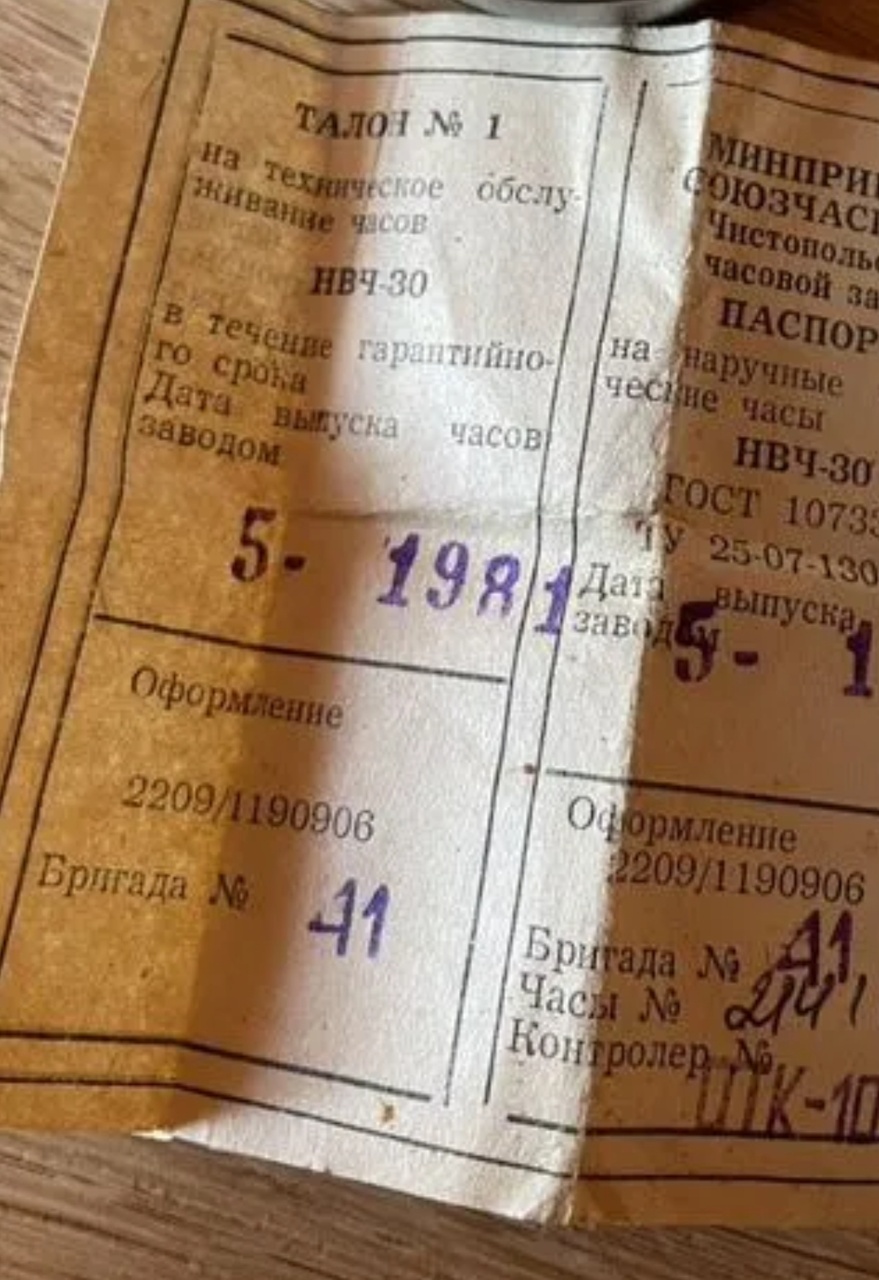 ТАЛОН № 1
на техническое обслу-
живание часов
НВЧ-30
в течение гарантийно-
го срока
Дата выпуска часов
заводом
5- 1981
Оформление
2209/1190906
Бригада № 41
МИНПРИ
СОЮЗЧАС
Чистополь
часовой за
ПАСПОР
на наручные
ческие часы
НВЧ-30
ГОСТ 1073
ТУ 25-07-130
Дата выпуска
заводом
5- 1
Оформление
2209/1190906
Бригада № 41
Часы №
Контролер №